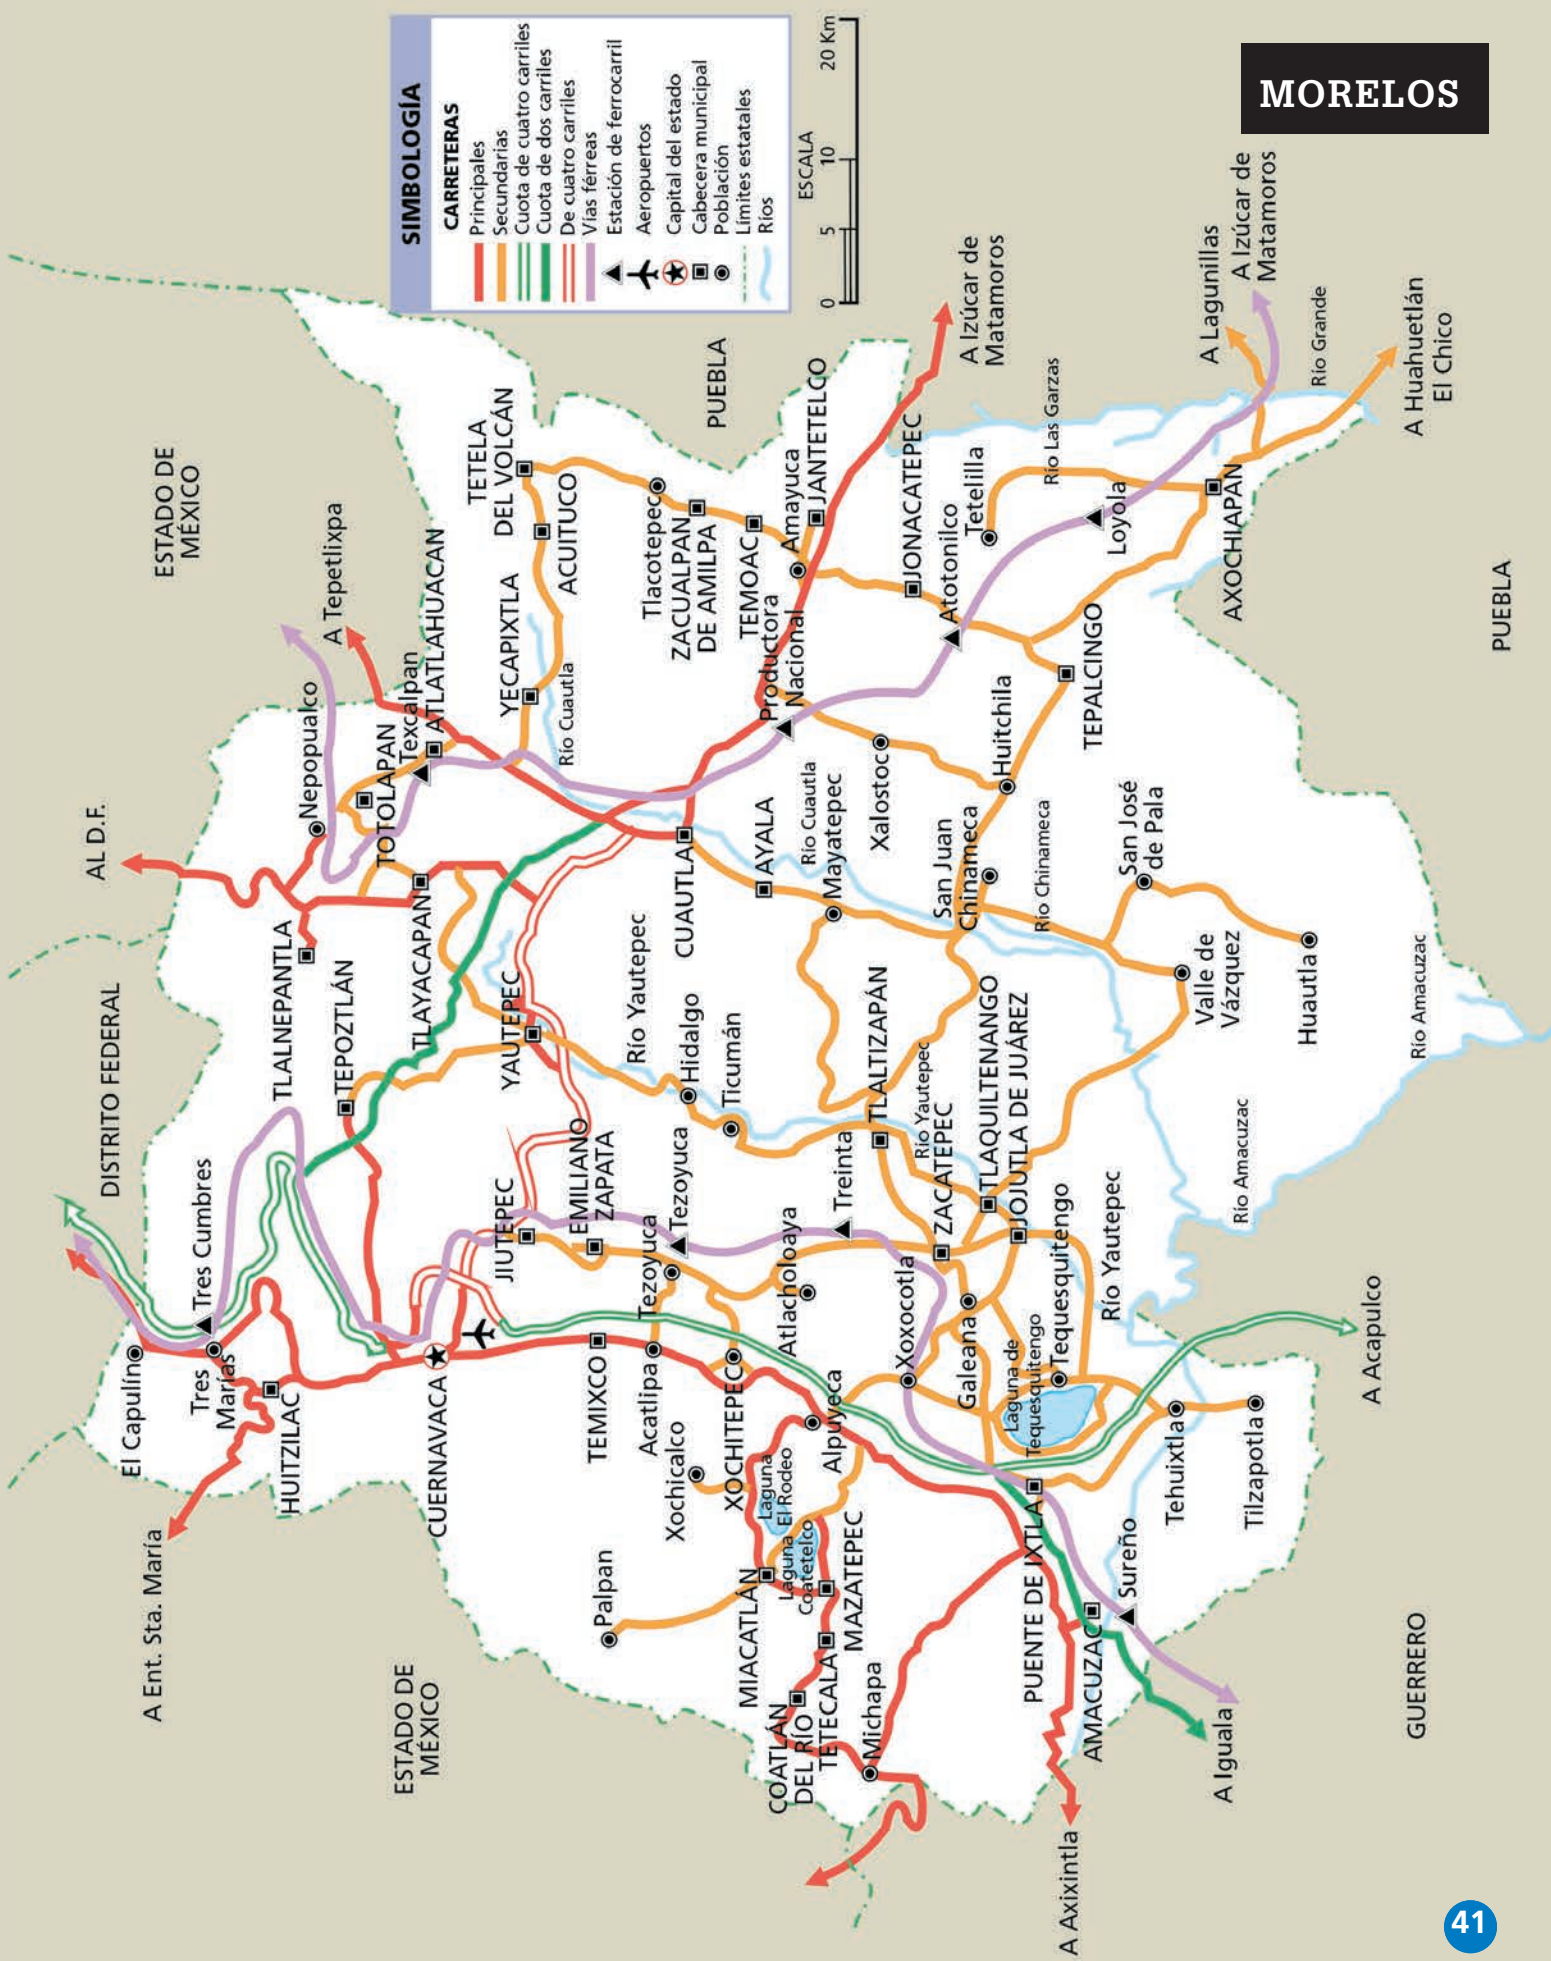 MORELOS
SIMBOLOGÍA
CARRETERAS
Principales
Secundarias
Cuota de cuatro carriles
Cuota de dos carriles
De cuatro carriles
Vías férreas
Estación de ferrocarril
Aeropuertos
Capital del estado
Cabecera municipal
Población
Límites estatales
Ríos
ESCALA
0 5 10 20 Km
ESTADO DE
MÉXICO
DISTRITO FEDERAL
AL D.F.
A Tepetlixpa
A Ent. Sta. María
El Capulín
Tres Cumbres
Tres
Marías
HUITZILAC
TLALNEPANTLA
Nepopualco
TEPOZTLÁN
TOTOLAPAN
Texcalpan
ATLATLAHUACAN
TLAYACAPAN
CUERNAVACA
JIUTEPEC
YAUTEPEC
YECAPIXTLA
Río Cuautla
TETELA
DEL VOLCÁN
ACUITUCO
ESTADO DE
MÉXICO
EMILIANO
ZAPATA
TEMIXCO
Tezoyuca
Tezoyuca
Acatlipa
Río Yautepec
Hidalgo
Ticumán
CUAUTLA
Tlacotepec
ZACUALPAN
DE AMILPA
TEMOAC
PUEBLA
Palpan
Xochicalco
XOCHITEPEC
Atlacholoaya
Treinta
AYALA
Río Cuautla
Mayatepec
Productora
Nacional
Amayuca
JANTETELCO
MIACATLÁN
Laguna
El Rodeo
Laguna
Coatetelco
MAZATEPEC
Alpuyeca
COATLÁN
DEL RÍO
TETECALA
Michapa
TLALTIZAPÁN
Xalostoc
JONACATEPEC
Atotonilco
Tetelilla
A Izúcar de
Matamoros
Xoxocotla
Río Yautepec
ZACATEPEC
TLAQUILTENANGO
JOJUTLA DE JUÁREZ
Galeana
San Juan
Chinameca
Huitchila
Río Chinameca
Río Las Garzas
Laguna de
Tequesquitengo
Tequesquitengo
PUENTE DE IXTLA
AMACUZAC
Sureño
A Axixintla
Río Yautepec
San José
de Pala
TEPALCINGO
Loyola
Valle de
Vázquez
Tehuixtla
Tilzapotla
Río Amacuzac
Huautla
AXOCHIAPAN
A Lagunillas
A Izúcar de
Matamoros
Río Grande
A Huahuetlán
El Chico
A Iguala
A Acapulco
Río Amacuzac
GUERRERO
PUEBLA
41